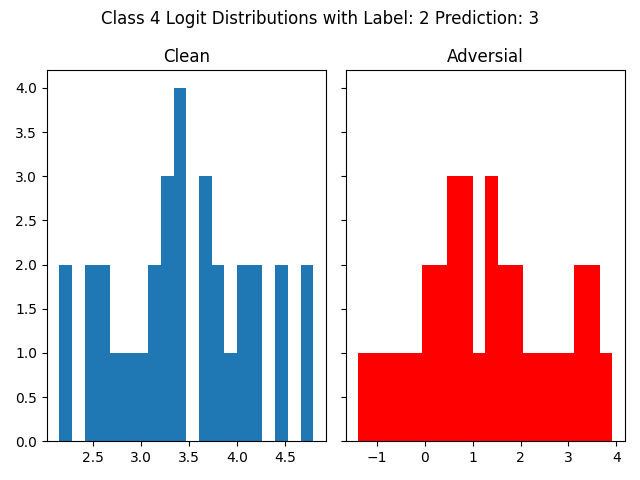 Class 4 Logit Distributions with Label: 2 Prediction: 3
Clean
Adversial
4.0
3.5
3.0
2.5
2.0
1.5
1.0
0.5
0.0
2.5 3.0 3.5 4.0 4.5
−1 0 1 2 3 4